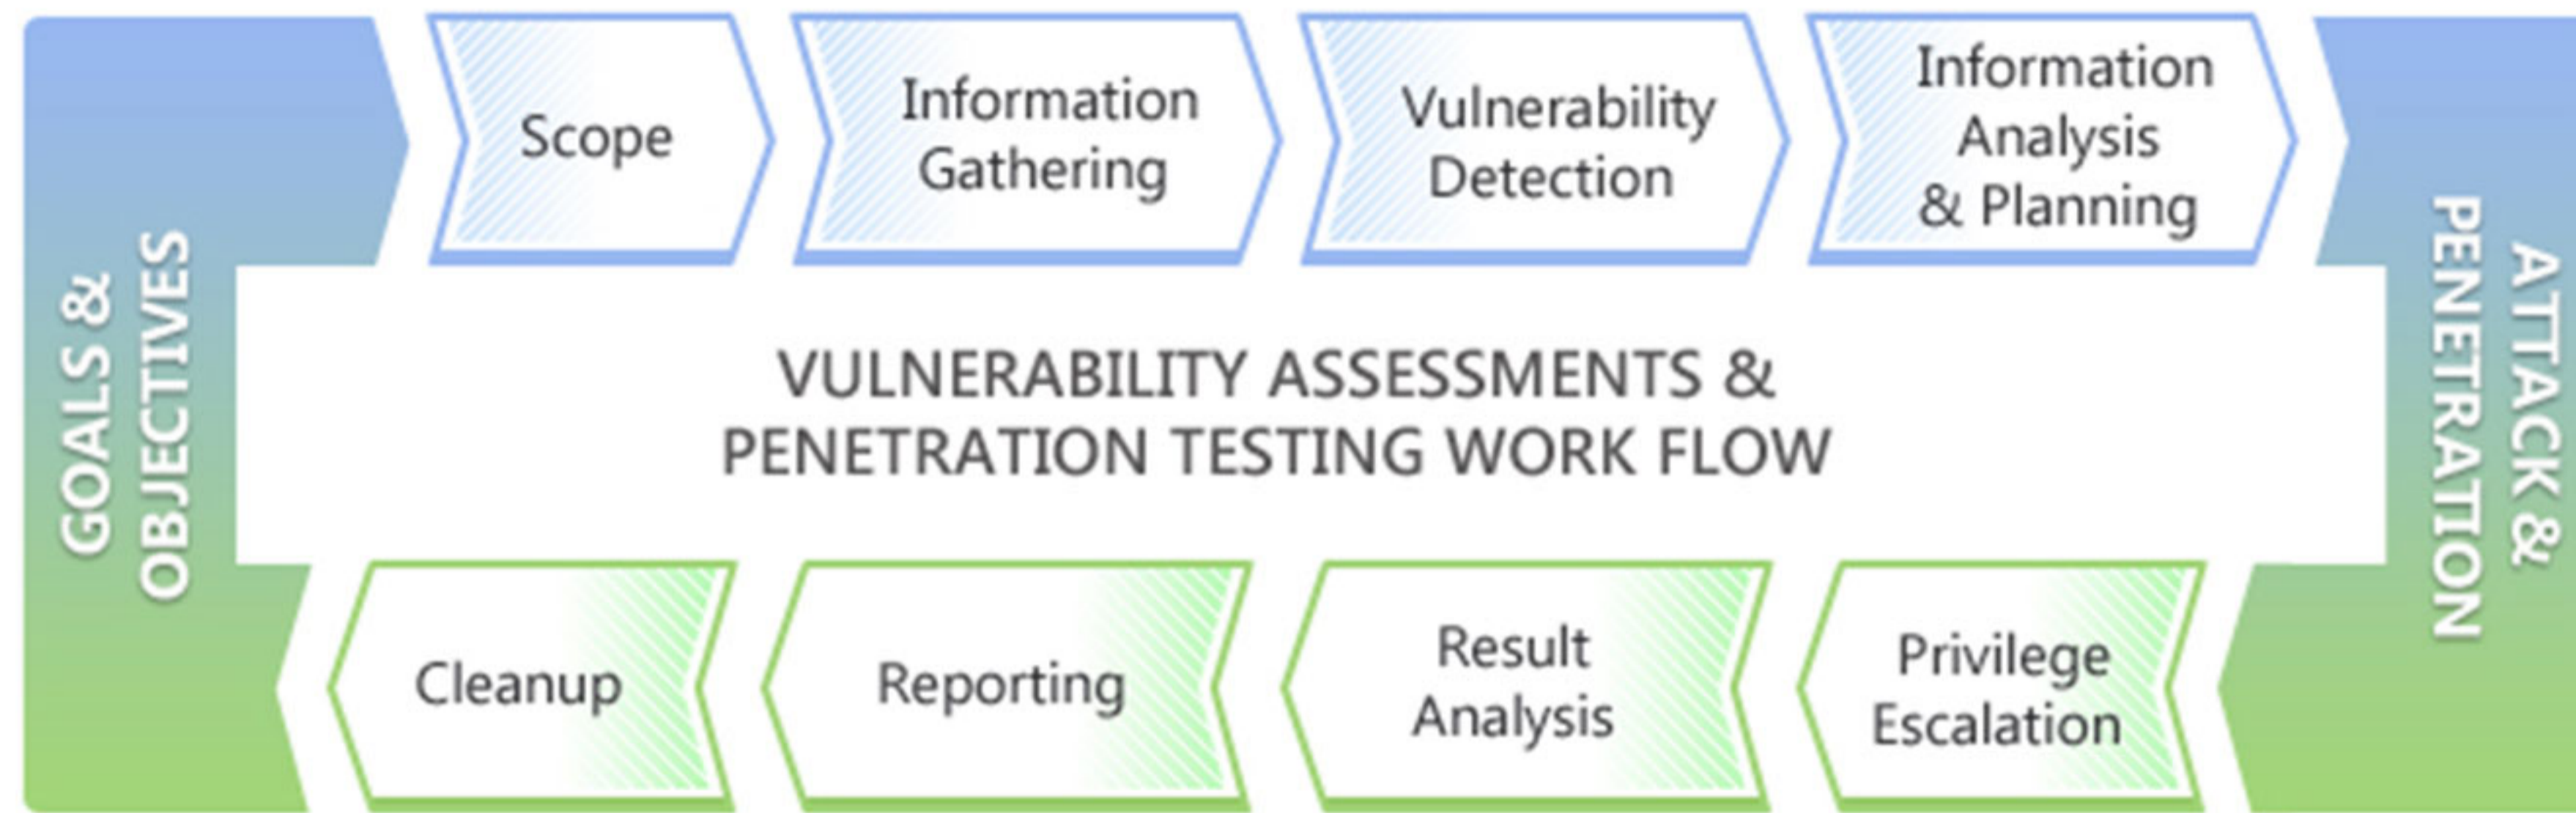 GOALS &
OBJECTIVES
Scope
Information
Gathering
Vulnerability
Detection
Information
Analysis
& Planning
ATTACK &
PENETRATION
VULNERABILITY ASSESSMENTS &
PENETRATION TESTING WORK FLOW
Cleanup
Reporting
Result
Analysis
Privilege
Escalation